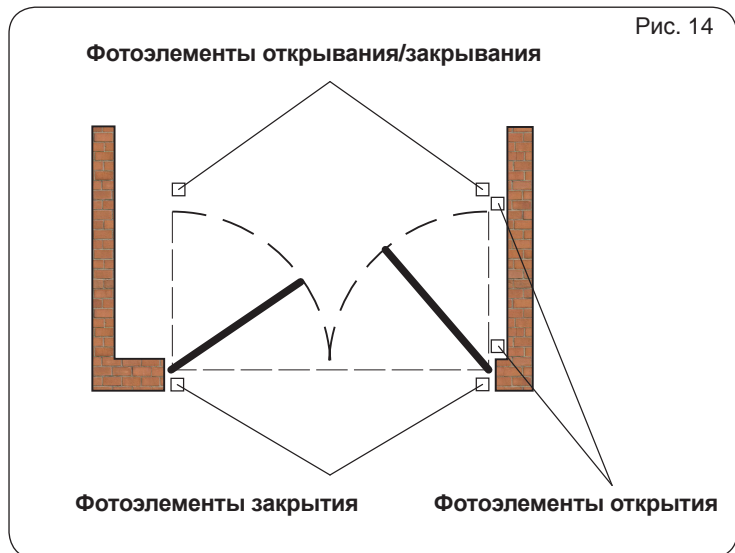 Рис. 14
Фотоэлементы открывания/закрывания
Фотоэлементы закрытия
Фотоэлементы открытия